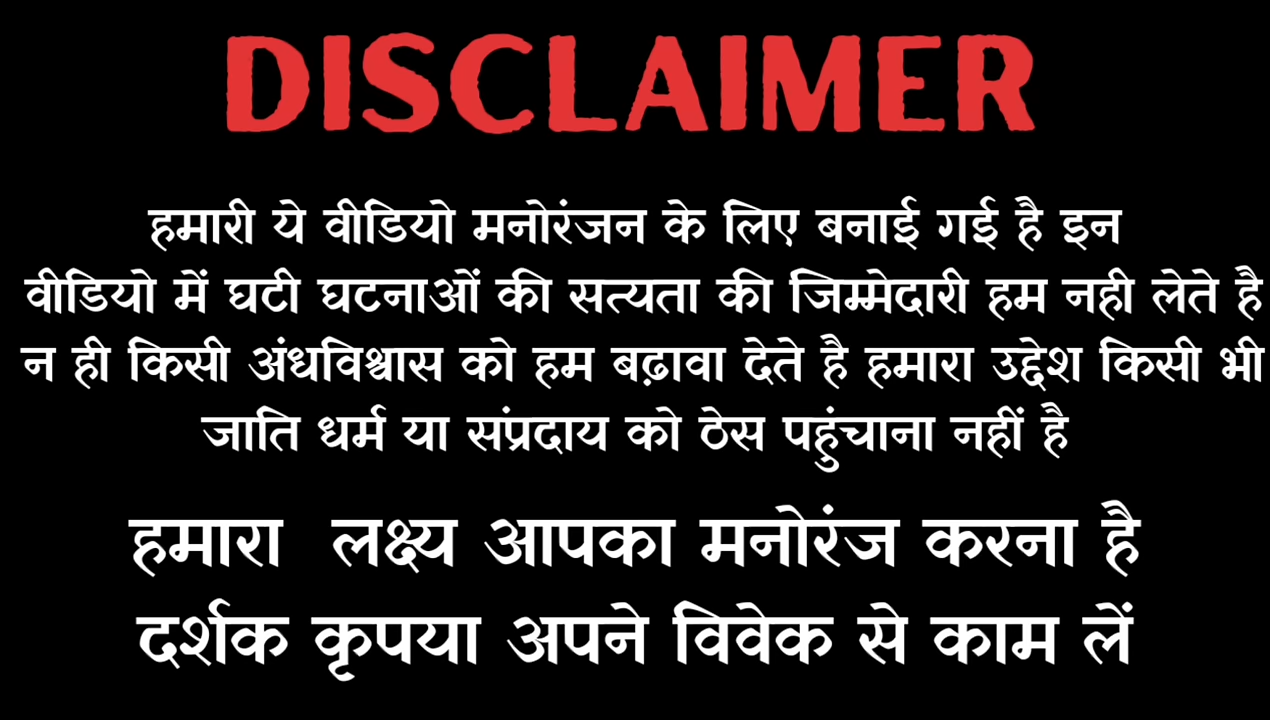 DISCLAIMER
हमारी ये वीडियो मनोरंजन के लिए बनाई गई है इन
वीडियो में घटी घटनाओं की सत्यता की जिम्मेदारी हम नही लेते है
न ही किसी अंधविश्वास को हम बढ़ावा देते है हमारा उद्देश किसी भी
जाति धर्म या संप्रदाय को ठेस पहुंचाना नहीं है
हमारा लक्ष्य आपका मनोरंज करना है
दर्शक कृपया अपने विवेक से काम लें